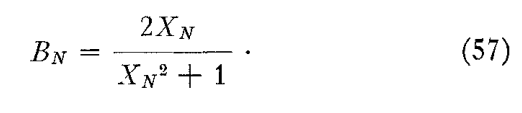 B_N = \frac{2X_N}{X_N^2 + 1} . (57)